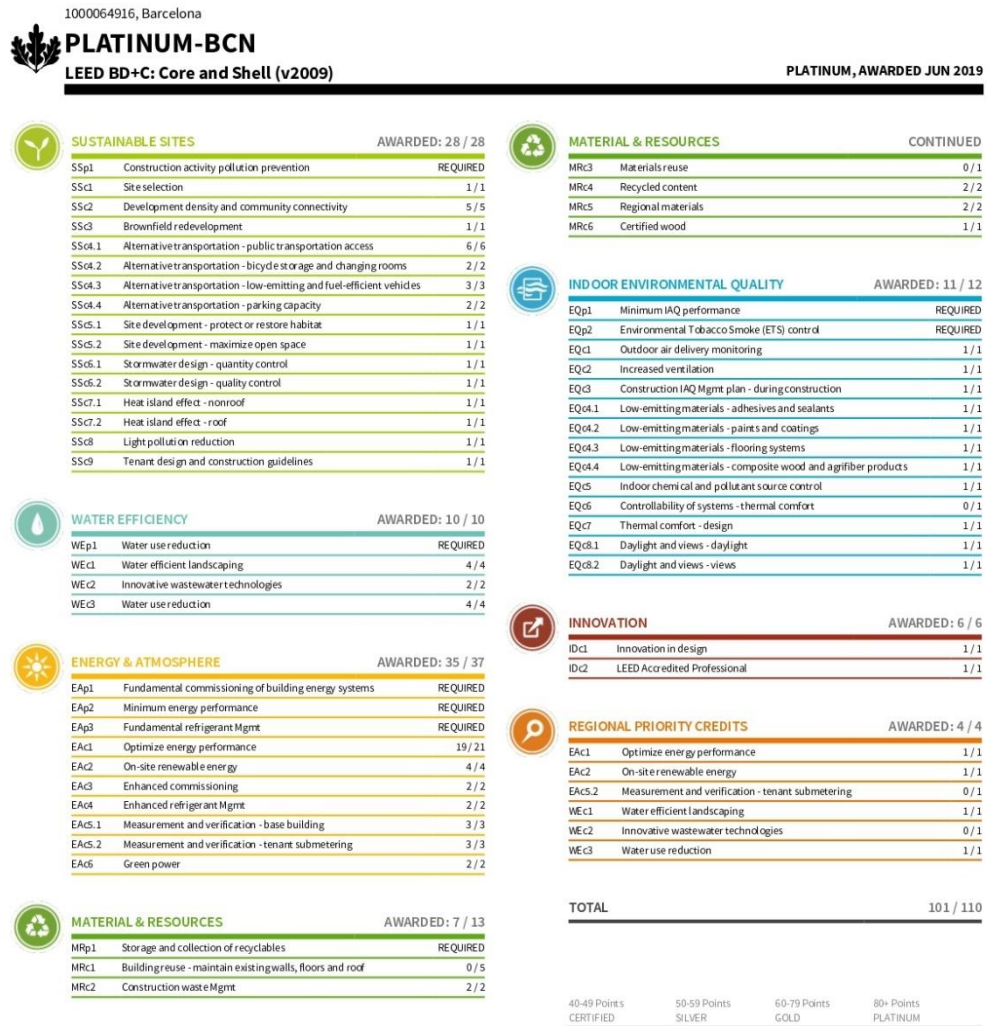 1000064916, Barcelona
PLATINUM-BCN
LEED BD+C: Core and Shell (v2009)
PLATINUM, AWARDED JUN 2019
SUSTAINABLE SITES AWARDED: 28 / 28
SSp1 Construction activity pollution prevention REQUIRED
SSc1 Site selection 1 / 1
SSc2 Development density and community connectivity 5 / 5
SSc3 Brownfield redevelopment 1 / 1
SSc4.1 Alternative transportation - public transportation access 6 / 6
SSc4.2 Alternative transportation - bicycle storage and changing rooms 2 / 2
SSc4.3 Alternative transportation - low-emitting and fuel-efficient vehicles 3 / 3
SSc4.4 Alternative transportation - parking capacity 2 / 2
SSc5.1 Site development - protect or restore habitat 1 / 1
SSc5.2 Site development - maximize open space 1 / 1
SSc6.1 Stormwater design - quantity control 1 / 1
SSc6.2 Stormwater design - quality control 1 / 1
SSc7.1 Heat island effect - nonroof 1 / 1
SSc7.2 Heat island effect - roof 1 / 1
SSc8 Light pollution reduction 1 / 1
SSc9 Tenant design and construction guidelines 1 / 1
WATER EFFICIENCY AWARDED: 10 / 10
WEp1 Water use reduction REQUIRED
WEc1 Water efficient landscaping 4 / 4
WEc2 Innovative wastewater technologies 2 / 2
WEc3 Water use reduction 4 / 4
ENERGY & ATMOSPHERE AWARDED: 35 / 37
EAp1 Fundamental commissioning of building energy systems REQUIRED
EAp2 Minimum energy performance REQUIRED
EAp3 Fundamental refrigerant Mgmt REQUIRED
EAc1 Optimize energy performance 19 / 21
EAc2 On-site renewable energy 4 / 4
EAc3 Enhanced commissioning 2 / 2
EAc4 Enhanced refrigerant Mgmt 2 / 2
EAc5.1 Measurement and verification - base building 3 / 3
EAc5.2 Measurement and verification - tenant submetering 3 / 3
EAc6 Green power 2 / 2
MATERIAL & RESOURCES AWARDED: 7 / 13
MRp1 Storage and collection of recyclables REQUIRED
MRc1 Building reuse - maintain existing walls, floors and roof 0 / 5
MRc2 Construction waste Mgmt 2 / 2
MATERIAL & RESOURCES CONTINUED
MRc3 Materials reuse 0 / 1
MRc4 Recycled content 2 / 2
MRc5 Regional materials 2 / 2
MRc6 Certified wood 1 / 1
INDOOR ENVIRONMENTAL QUALITY AWARDED: 11 / 12
EQp1 Minimum IAQ performance REQUIRED
EQp2 Environmental Tobacco Smoke (ETS) control REQUIRED
EQc1 Outdoor air delivery monitoring 1 / 1
EQc2 Increased ventilation 1 / 1
EQc3 Construction IAQ Mgmt plan - during construction 1 / 1
EQc4.1 Low-emitting materials - adhesives and sealants 1 / 1
EQc4.2 Low-emitting materials - paints and coatings 1 / 1
EQc4.3 Low-emitting materials - flooring systems 1 / 1
EQc4.4 Low-emitting materials - composite wood and agrifiber products 1 / 1
EQc5 Indoor chemical and pollutant source control 1 / 1
EQc6 Controllability of systems - thermal comfort 0 / 1
EQc7 Thermal comfort - design 1 / 1
EQc8.1 Daylight and views - daylight 1 / 1
EQc8.2 Daylight and views - views 1 / 1
INNOVATION AWARDED: 6 / 6
IDc1 Innovation in design 1 / 1
IDc2 LEED Accredited Professional 1 / 1
REGIONAL PRIORITY CREDITS AWARDED: 4 / 4
EAc1 Optimize energy performance 1 / 1
EAc2 On-site renewable energy 1 / 1
EAc5.2 Measurement and verification - tenant submetering 0 / 1
WEc1 Water efficient landscaping 1 / 1
WEc2 Innovative wastewater technologies 0 / 1
WEc3 Water use reduction 1 / 1
TOTAL 101 / 110
40-49 Points 50-59 Points 60-79 Points 80+ Points
CERTIFIED SILVER GOLD PLATINUM